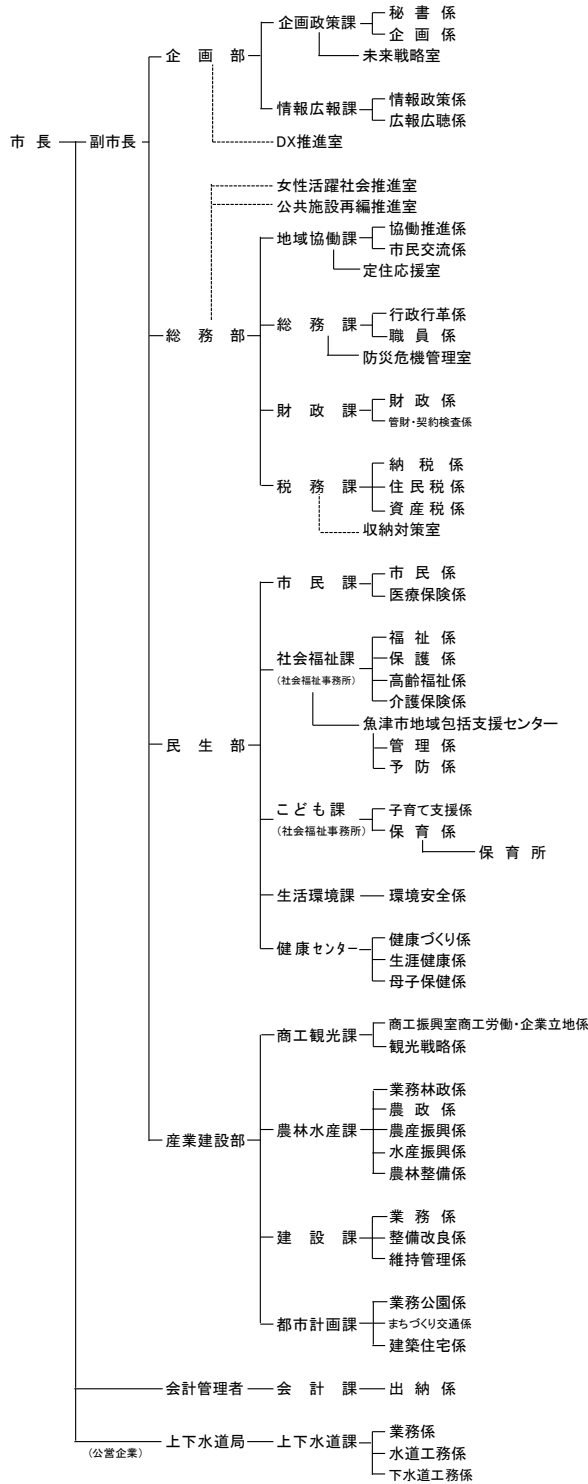 秘書係
企画政策課
企画係
企画部
未来戦略室
情報政策係
情報広報課
広報広聴係
市長
副市長
DX推進室
女性活躍社会推進室
公共施設再編推進室
協働推進係
地域協働課
市民交流係
定住応援室
行政行革係
総務部
総務課
職員係
防災危機管理室
財政係
財政課
管財・契約検査係
納税係
税務課
住民税係
資産税係
収納対策室
市民係
市民課
医療保険係
福祉係
社会福祉課
保護係
(社会福祉事務所)
高齢福祉係
介護保険係
魚津市地域包括支援センター
民生部
管理係
予防係
こども課
子育て支援係
(社会福祉事務所)
保育係
保育所
生活環境課
環境安全係
健康づくり係
健康センター
生涯健康係
母子保健係
商工振興室商工労働・企業立地係
商工観光課
観光戦略係
業務林政係
農政係
産業建設部
農林水産課
農産振興係
水産振興係
農林整備係
業務係
建設課
整備改良係
維持管理係
業務公園係
都市計画課
まちづくり交通係
建築住宅係
会計管理者
会計課
出納係
業務係
(公営企業)
上下水道局
上下水道課
水道工務係
下水道工務係